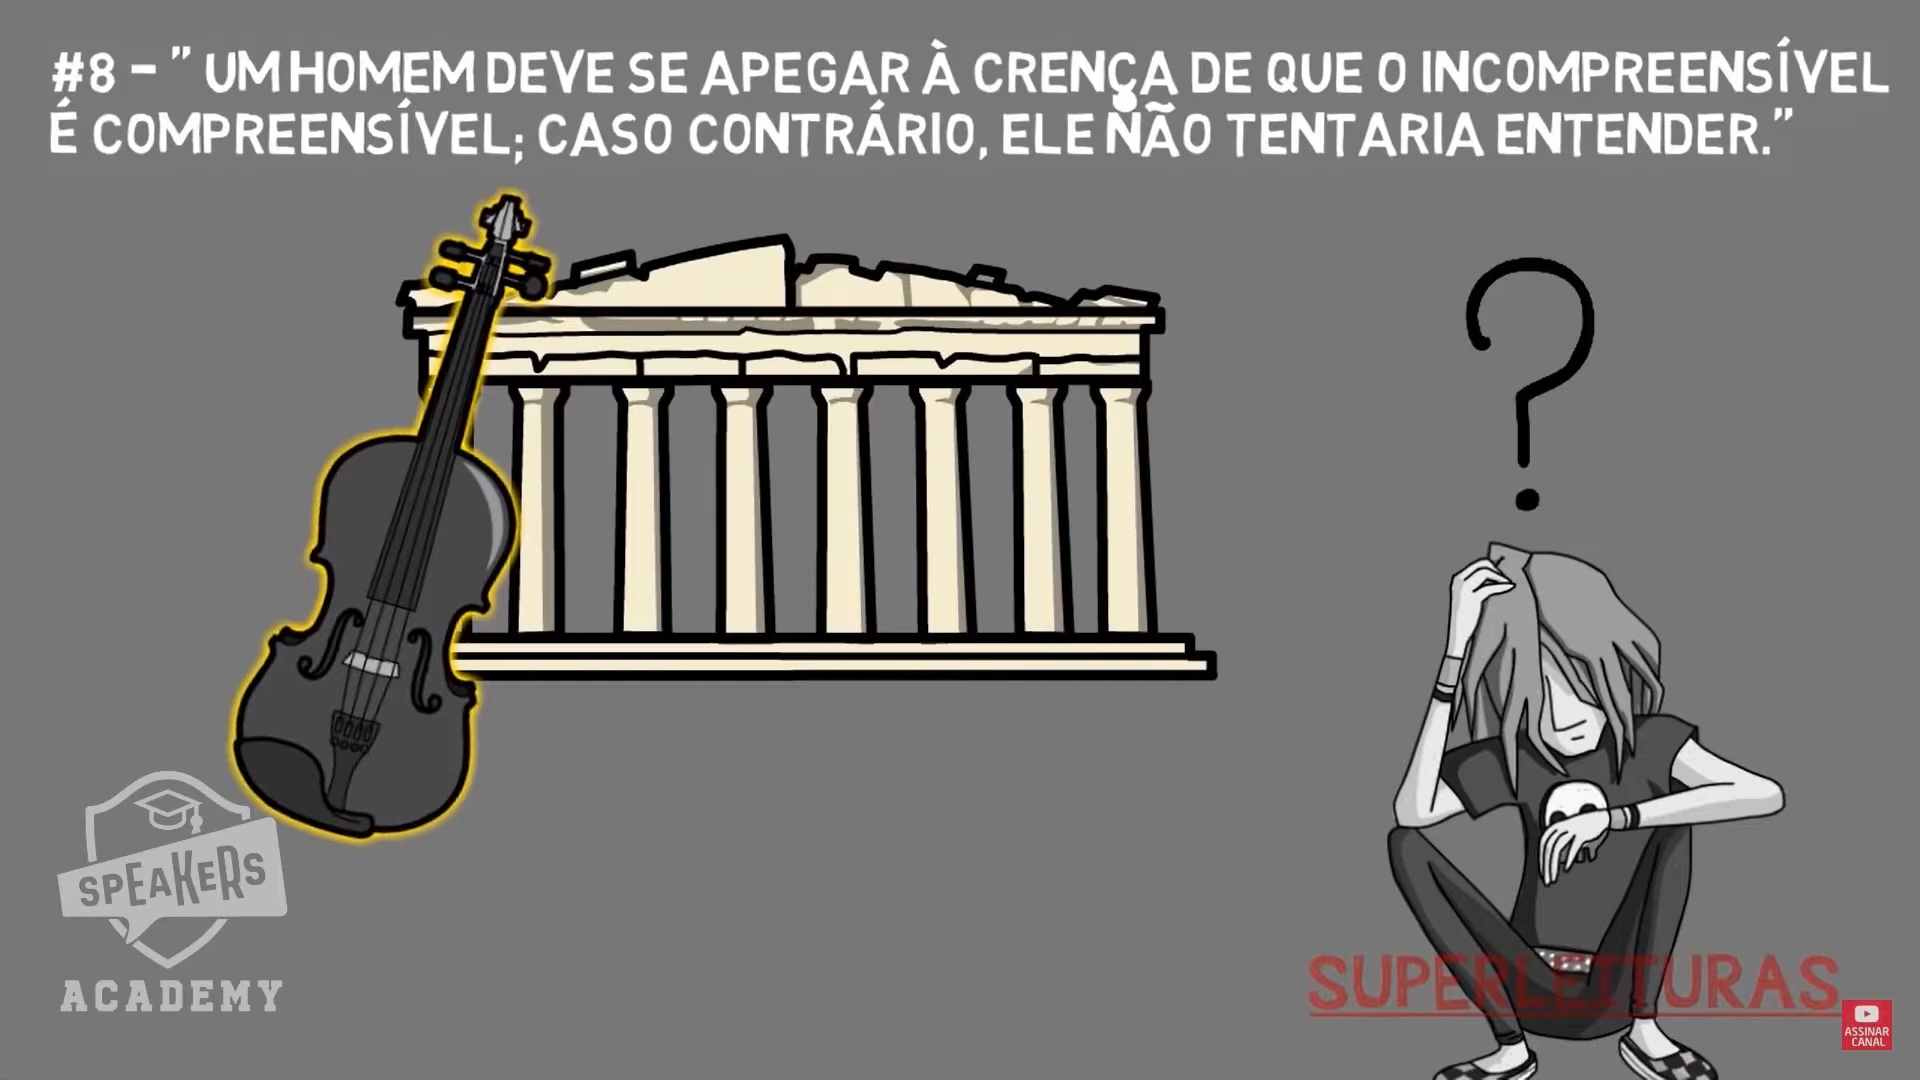 #8 - " UM HOMEM DEVE SE APEGAR À CRENÇA DE QUE O INCOMPREENSÍVEL
É COMPREENSÍVEL; CASO CONTRÁRIO, ELE NÃO TENTARIA ENTENDER."
SPEAKERS
ACADEMY
SUPERLEITURAS
ASSINAR
CANAL